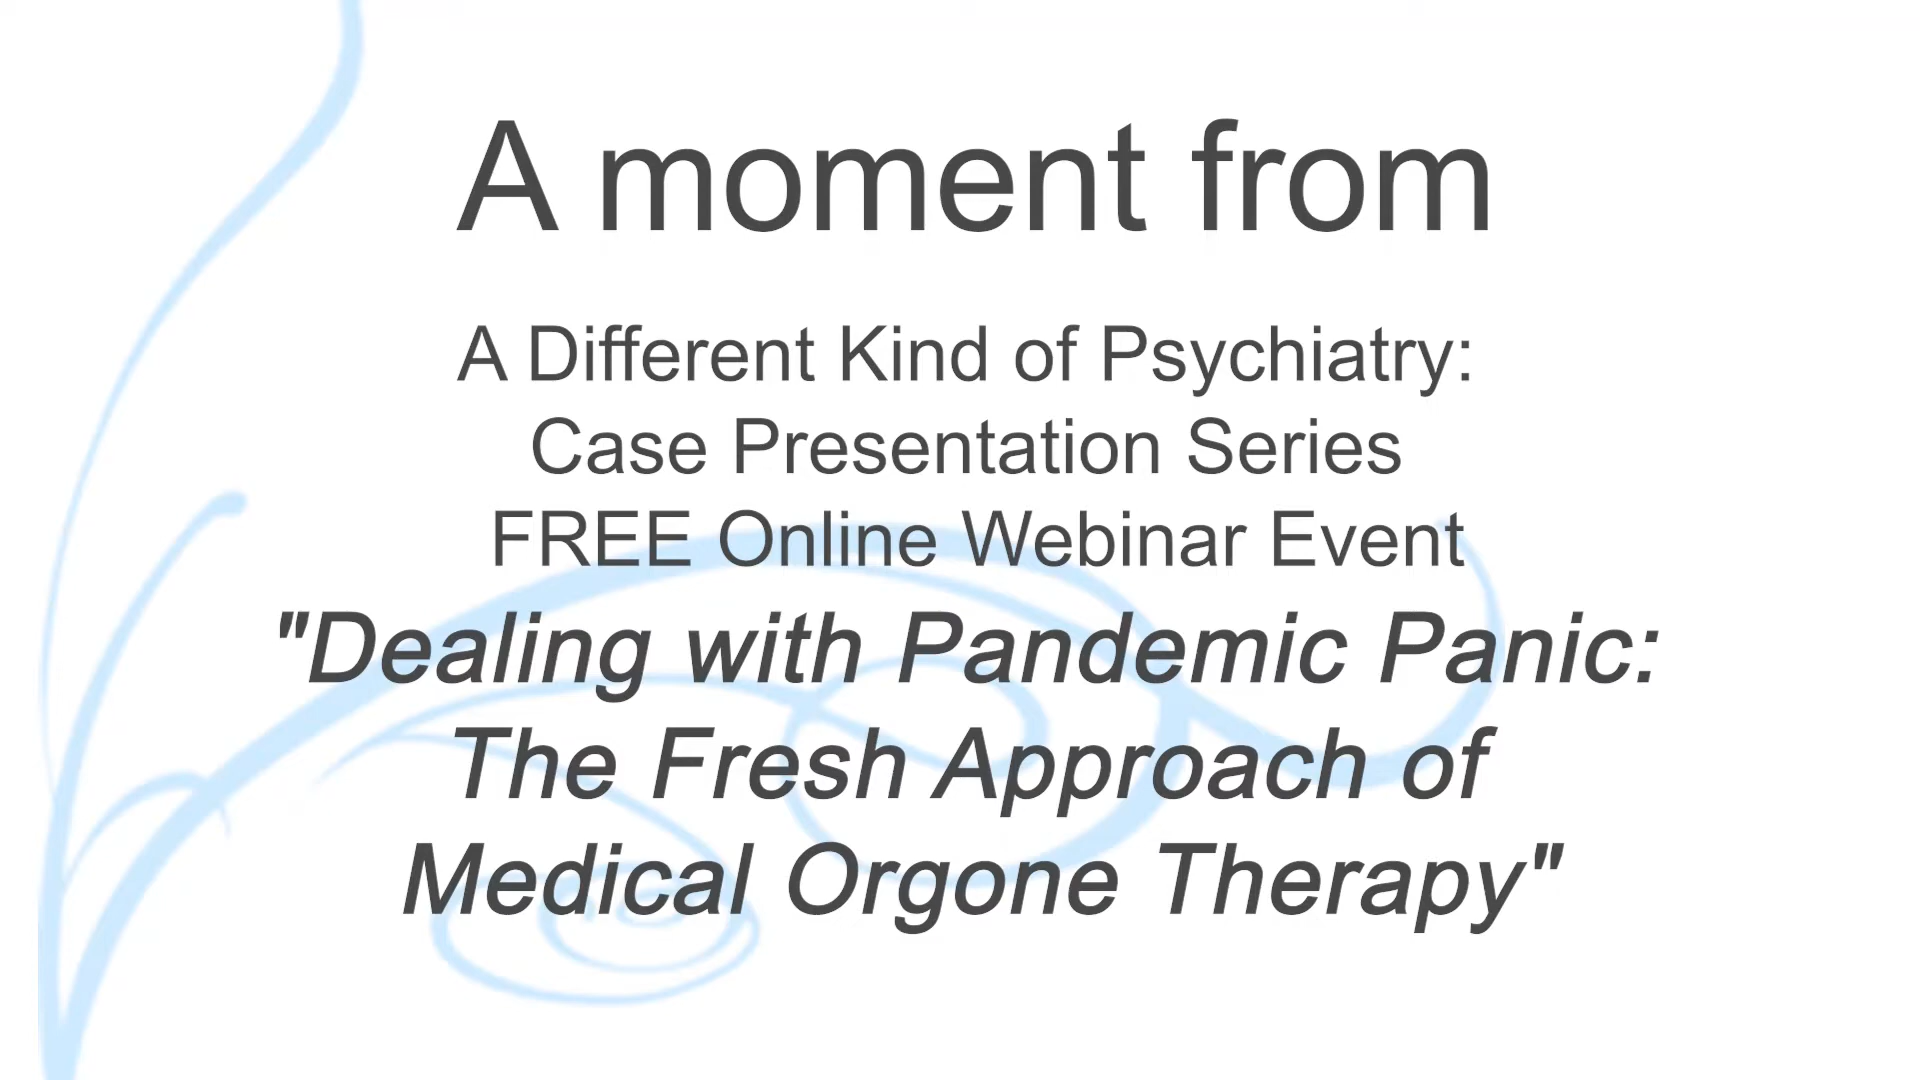 A moment from
A Different Kind of Psychiatry:
Case Presentation Series
FREE Online Webinar Event
"Dealing with Pandemic Panic:
The Fresh Approach of
Medical Orgone Therapy"